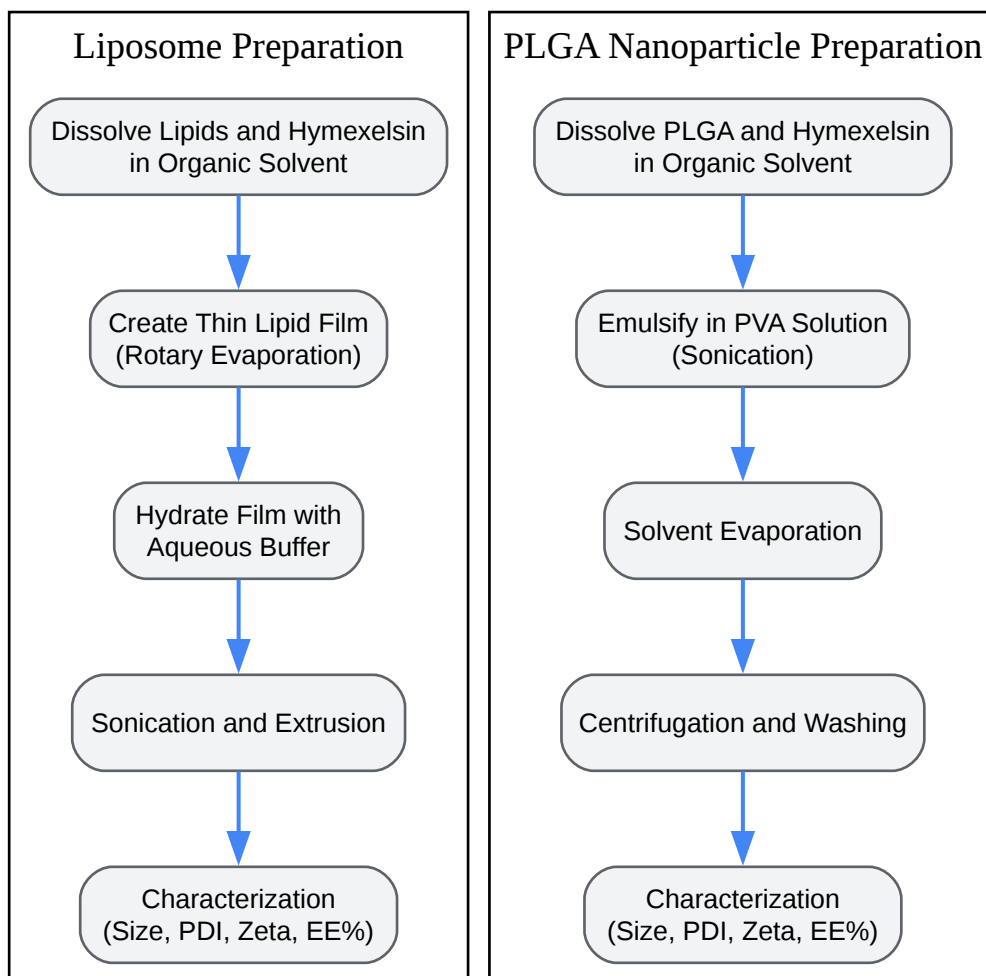 Liposome Preparation
Dissolve Lipids and Hymexelsin
in Organic Solvent
Create Thin Lipid Film
(Rotary Evaporation)
Hydrate Film with
Aqueous Buffer
Sonication and Extrusion
Characterization
(Size, PDI, Zeta, EE%)
PLGA Nanoparticle Preparation
Dissolve PLGA and Hymexelsin
in Organic Solvent
Emulsify in PVA Solution
(Sonication)
Solvent Evaporation
Centrifugation and Washing
Characterization
(Size, PDI, Zeta, EE%)